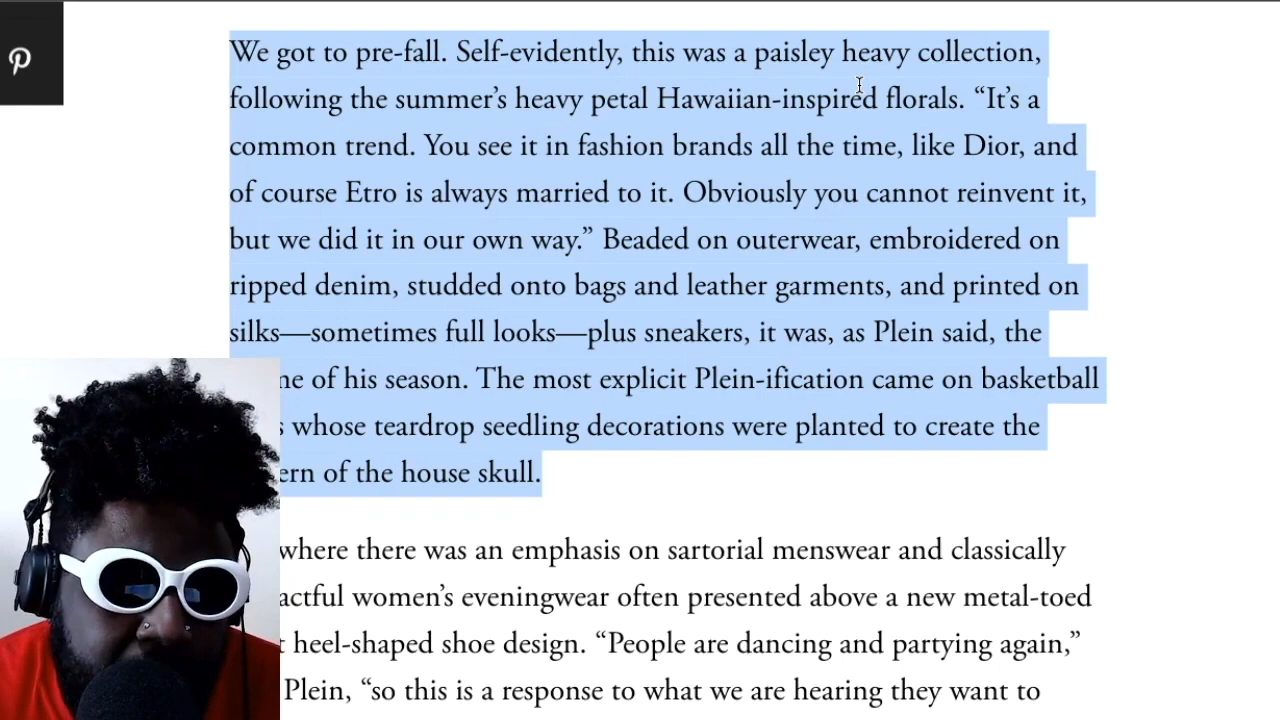 We got to pre-fall. Self-evidently, this was a paisley heavy collection,
following the summer’s heavy petal Hawaiian-inspired florals. “It’s a
common trend. You see it in fashion brands all the time, like Dior, and
of course Etro is always married to it. Obviously you cannot reinvent it,
but we did it in our own way.” Beaded on outerwear, embroidered on
ripped denim, studded onto bags and leather garments, and printed on
silks—sometimes full looks—plus sneakers, it was, as Plein said, the
of his season. The most explicit Plein-ification came on basketball
whose teardrop seedling decorations were planted to create the
of the house skull.
where there was an emphasis on sartorial menswear and classically
women’s eveningwear often presented above a new metal-toed
heel-shaped shoe design. “People are dancing and partying again,”
Plein, “so this is a response to what we are hearing they want to